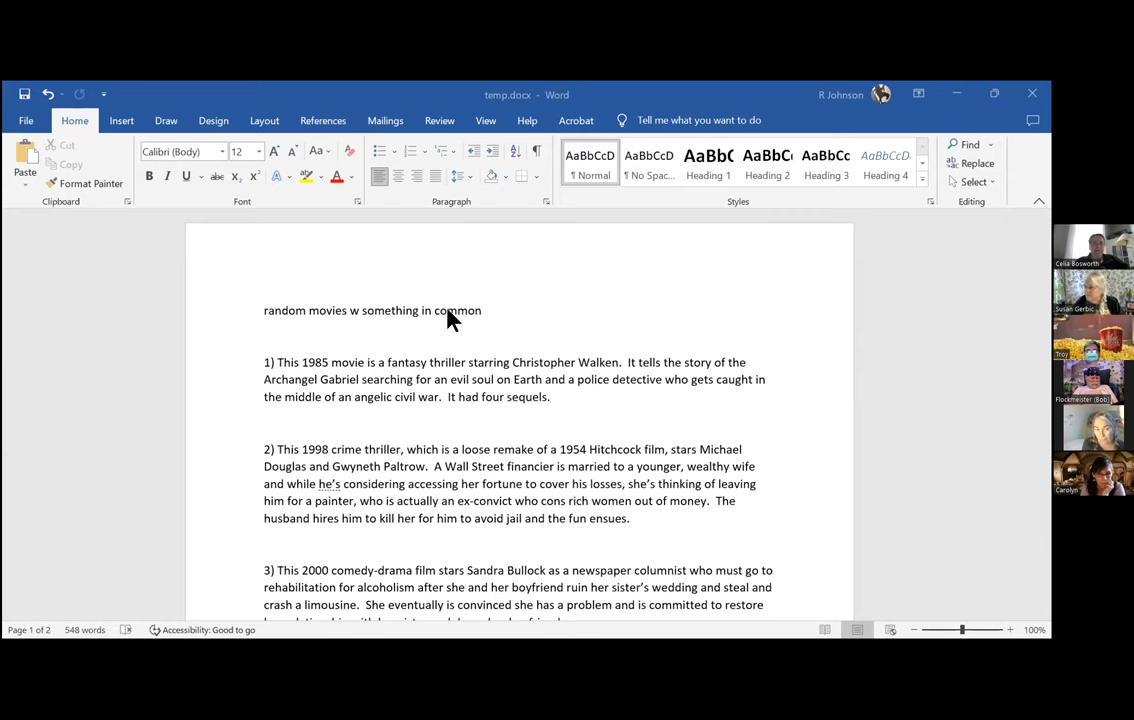 temp.docx - Word
R Johnson
File Home Insert Draw Design Layout References Mailings Review View Help Acrobat Tell me what you want to do
Paste
Cut
Copy
Format Painter
Clipboard
Calibri (Body) 12
Font
Paragraph
AaBbCcD AaBbCcD AaBbC AaBbCc AaBbCc AaBbCcD
¶ Normal ¶ No Spac... Heading 1 Heading 2 Heading 3 Heading 4
Styles
Find
Replace
Select
Editing
random movies w something in common
1) This 1985 movie is a fantasy thriller starring Christopher Walken. It tells the story of the
Archangel Gabriel searching for an evil soul on Earth and a police detective who gets caught in
the middle of an angelic civil war. It had four sequels.
2) This 1998 crime thriller, which is a loose remake of a 1954 Hitchcock film, stars Michael
Douglas and Gwyneth Paltrow. A Wall Street financier is married to a younger, wealthy wife
and while he's considering accessing her fortune to cover his losses, she's thinking of leaving
him for a painter, who is actually an ex-convict who cons rich women out of money. The
husband hires him to kill her for him to avoid jail and the fun ensues.
3) This 2000 comedy-drama film stars Sandra Bullock as a newspaper columnist who must go to
rehabilitation for alcoholism after she and her boyfriend ruin her sister's wedding and steal and
crash a limousine. She eventually is convinced she has a problem and is committed to restore
Page 1 of 2 548 words Accessibility: Good to go 100%
Celia Bosworth
Susan Gerbic
Troy
Flockmeister (Bob)
Carolyn